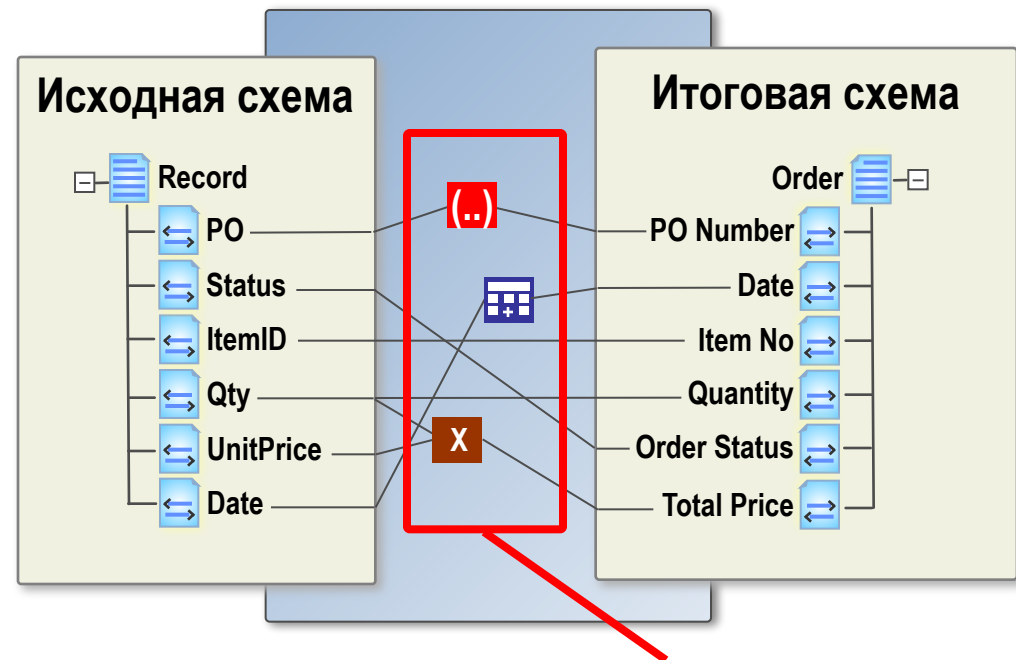 Исходная схема
Record
PO
Status
ItemID
Qty
UnitPrice
Date
(..)
X
Итоговая схема
Order
PO Number
Date
Item No
Quantity
Order Status
Total Price